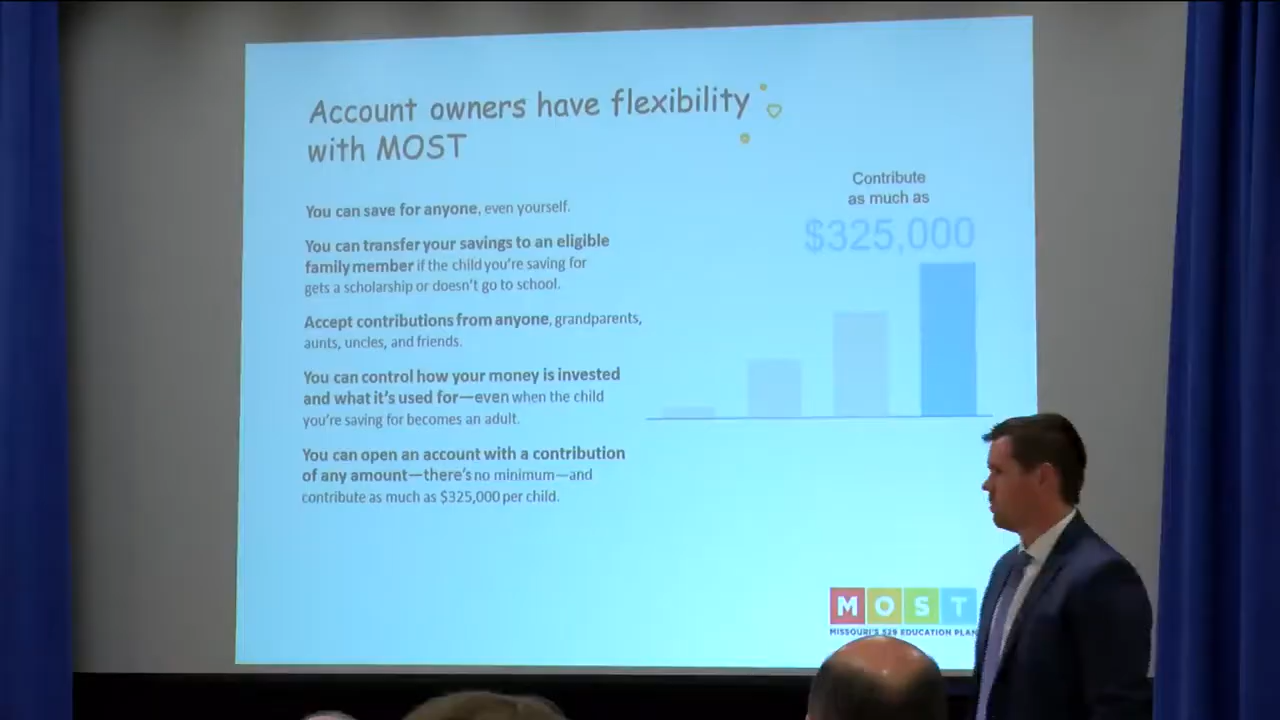 Account owners have flexibility
with MOST
You can save for anyone, even yourself.
You can transfer your savings to an eligible
family member if the child you're saving for
gets a scholarship or doesn't go to school.
Accept contributions from anyone, grandparents,
aunts, uncles, and friends.
You can control how your money is invested
and what it's used for—even when the child
you're saving for becomes an adult.
You can open an account with a contribution
of any amount—there's no minimum—and
contribute as much as $325,000 per child.
Contribute
as much as
$325,000
MOST
MISSOURI'S 529 EDUCATION PLAN